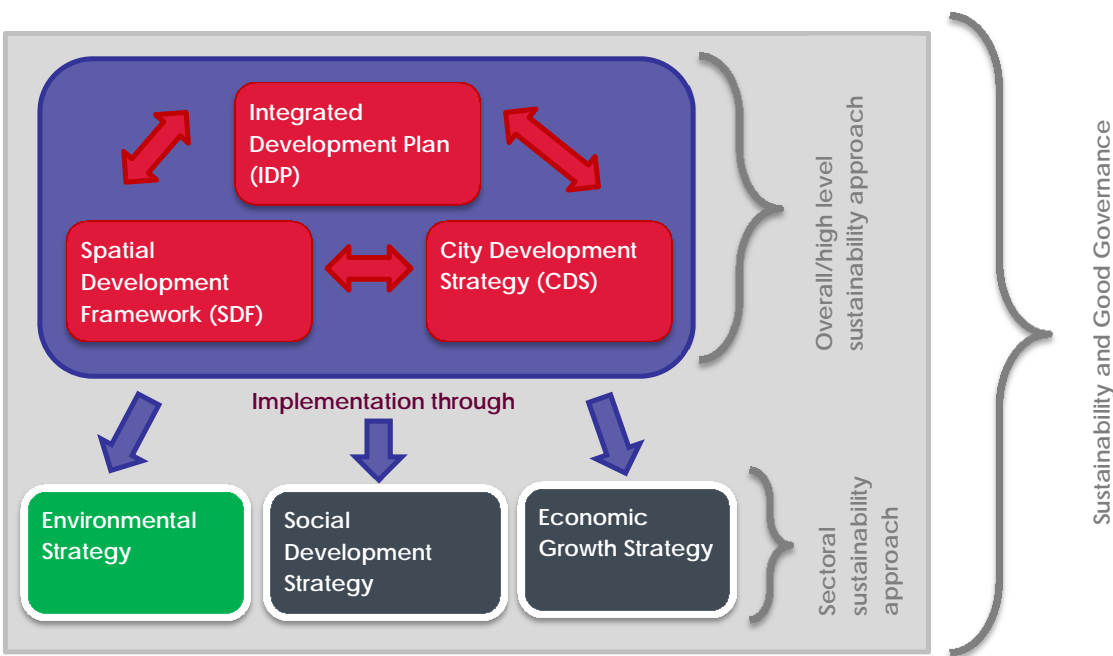 Integrated
Development Plan
(IDP)
Spatial
Development
Framework (SDF)
City Development
Strategy (CDS)
Overall/high level
sustainability approach
Implementation through
Environmental
Strategy
Social
Development
Strategy
Economic
Growth Strategy
Sectoral
sustainability
approach
Sustainability and Good Governance